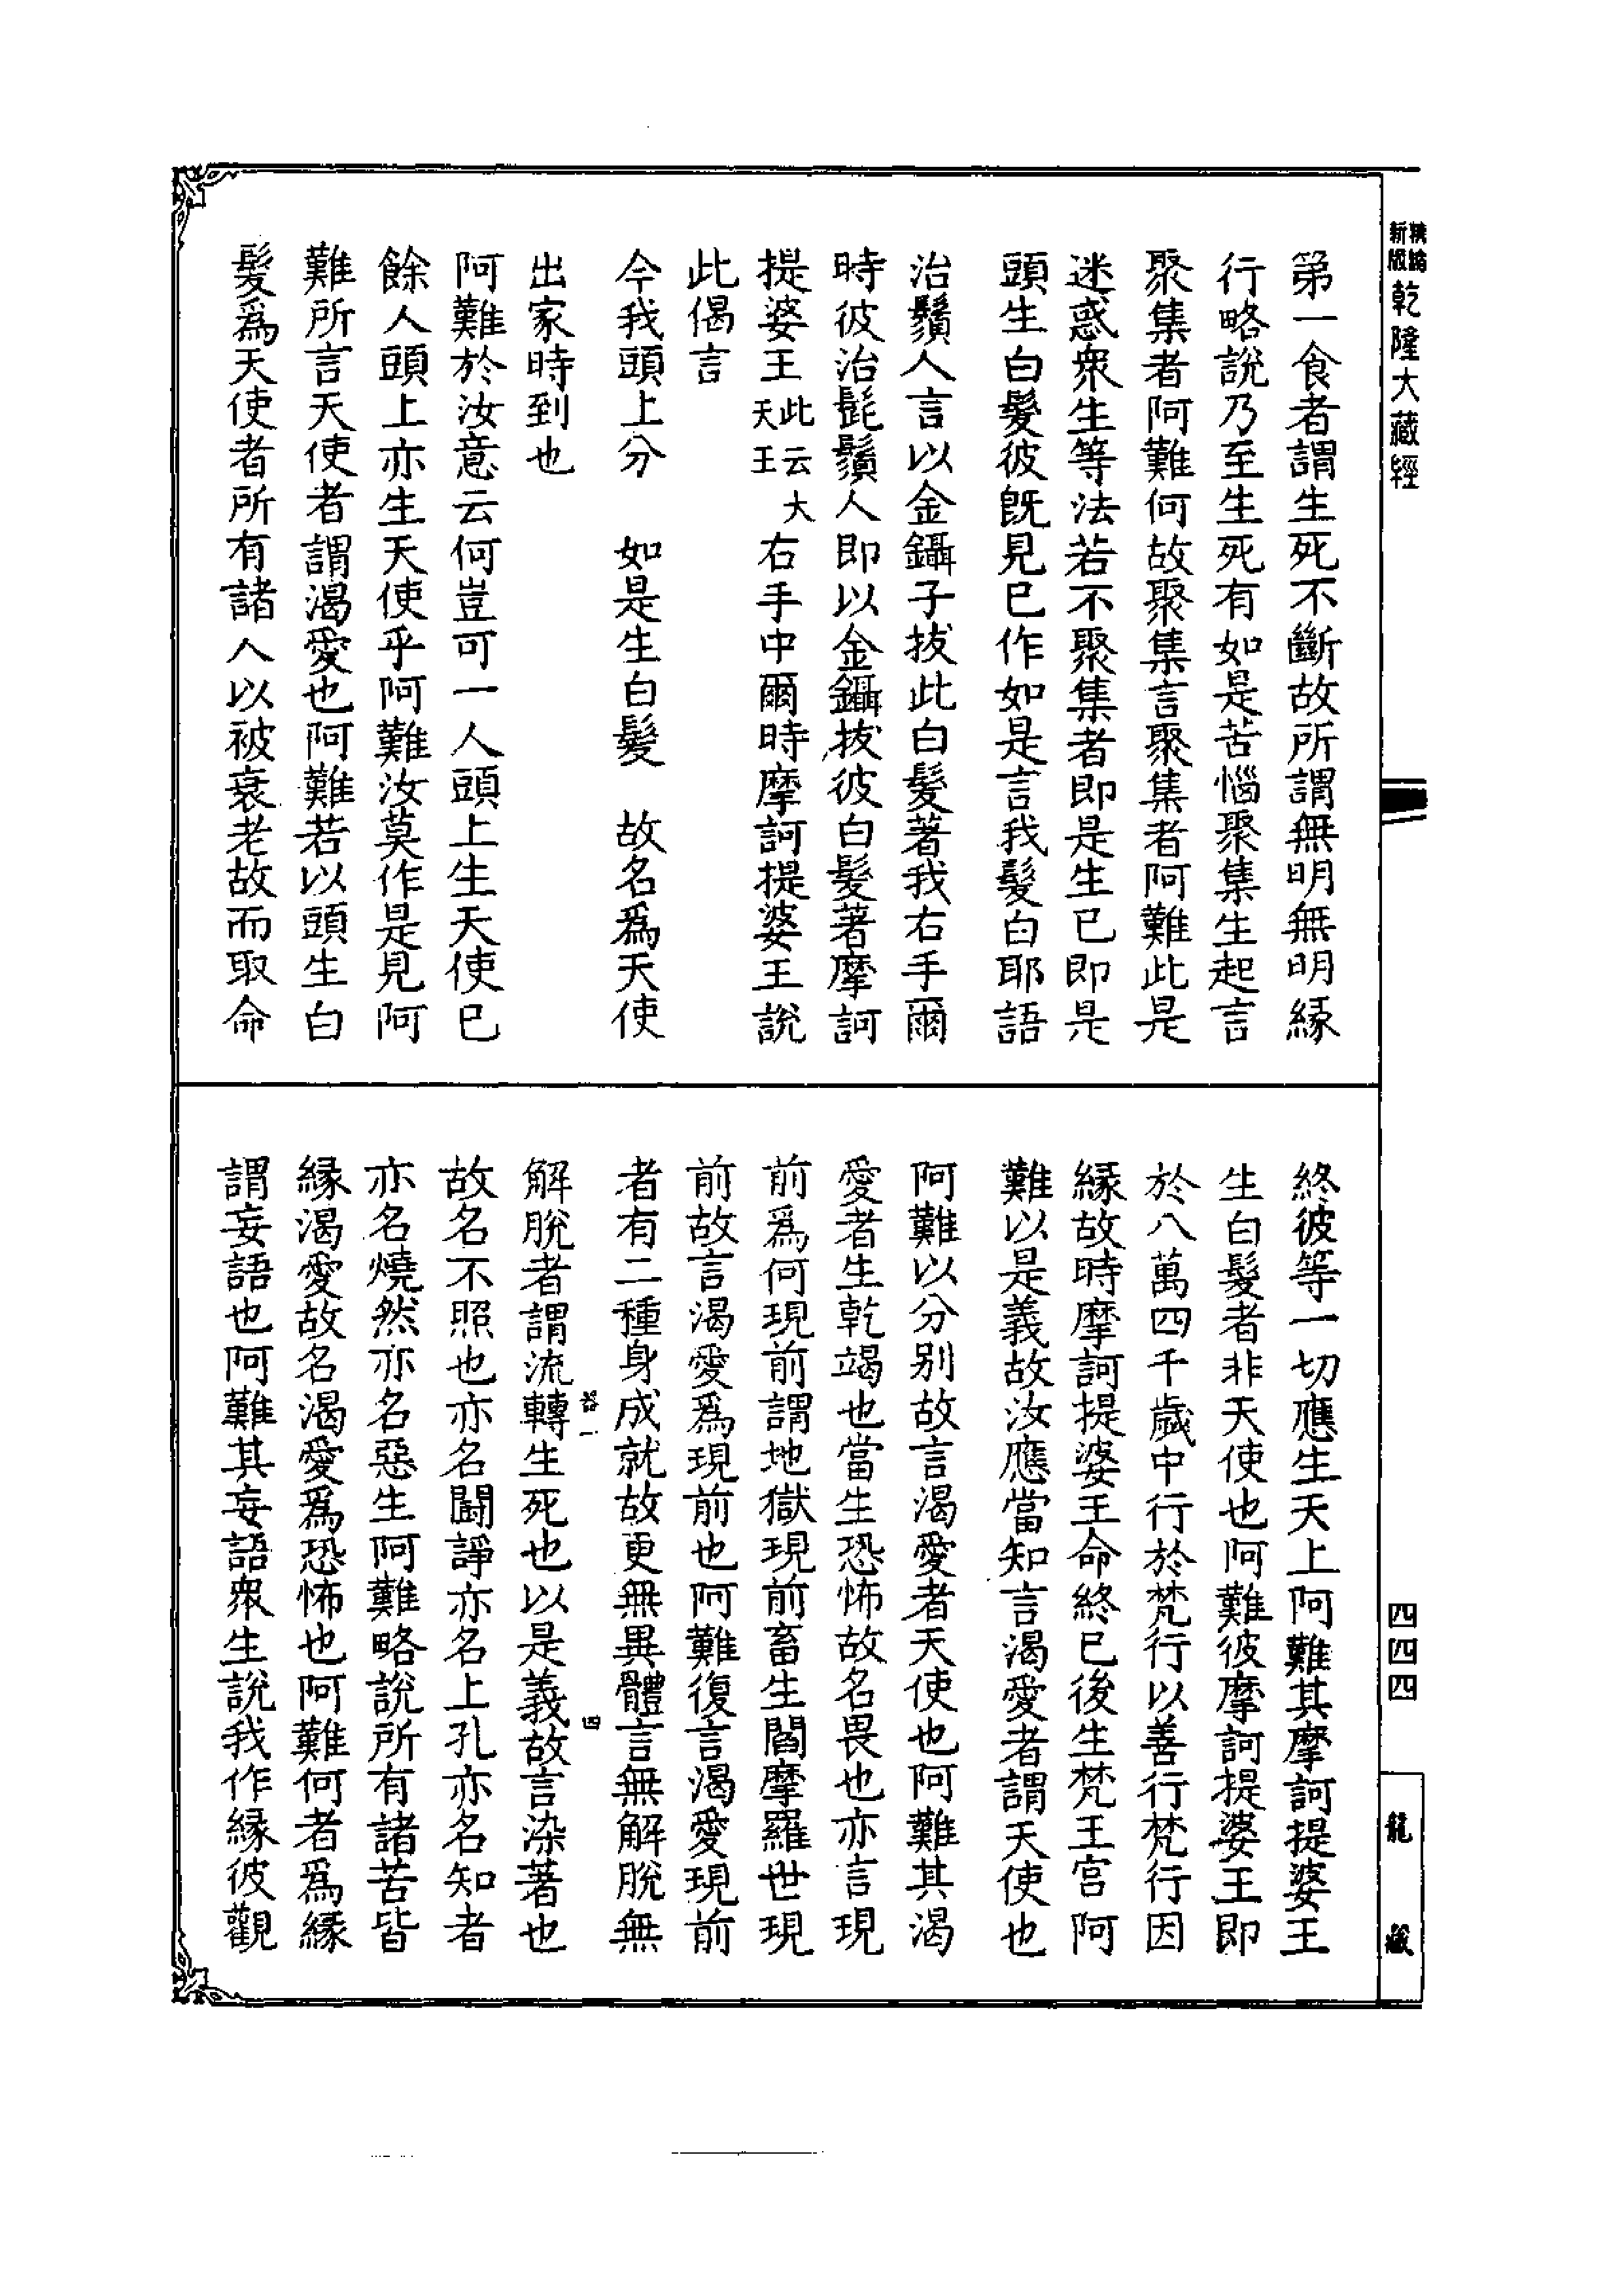 新版
乾隆大藏經
第一食者謂生死不斷故所謂無明無明緣
行略說乃至生死有如是苦惱聚集生起言
聚集者阿難何故聚集言聚集者阿難此是
迷惑衆生等法若不聚集者即是生已即是
頭生白髮彼既見已作如是言我髮白耶語
治鬚人言以金鑷子拔此白髮著我右手爾
時彼治髭鬚人即以金鑷拔彼白髮著摩訶
提婆王此云大天王右手中爾時摩訶提婆王說
此偈言
今我頭上分　如是生白髮　故名爲天使
出家時到也
阿難於汝意云何豈可一人頭上生天使已
餘人頭上亦生天使乎阿難汝莫作是見阿
難所言天使者謂渴愛也阿難若以頭生白
髮爲天使者所有諸人以被衰老故而取命
終彼等一切應生天上阿難其摩訶提婆王
生白髮者非天使也阿難彼摩訶提婆王即
於八萬四千歲中行於梵行以善行梵行因
緣故時摩訶提婆王命終已後生梵王宮阿
難以是義故汝應當知言渴愛者謂天使也
阿難以分別故言渴愛者天使也阿難其渴
愛者生乾竭也當生恐怖故名畏也亦言現
前爲何現前謂地獄現前畜生閻摩羅世現
前故言渴愛爲現前也阿難復言渴愛現前
者有二種身成就故更無異體言無解脫無
解脫者謂流轉生死也以是義故言染著也
故名不照也亦名鬪諍亦名上孔亦名知者
亦名燒然亦名惡生阿難略說所有諸苦皆
緣渴愛故名渴愛爲恐怖也阿難何者爲緣
謂妄語也阿難其妄語衆生說我作緣彼觀
四
四四四
龍藏